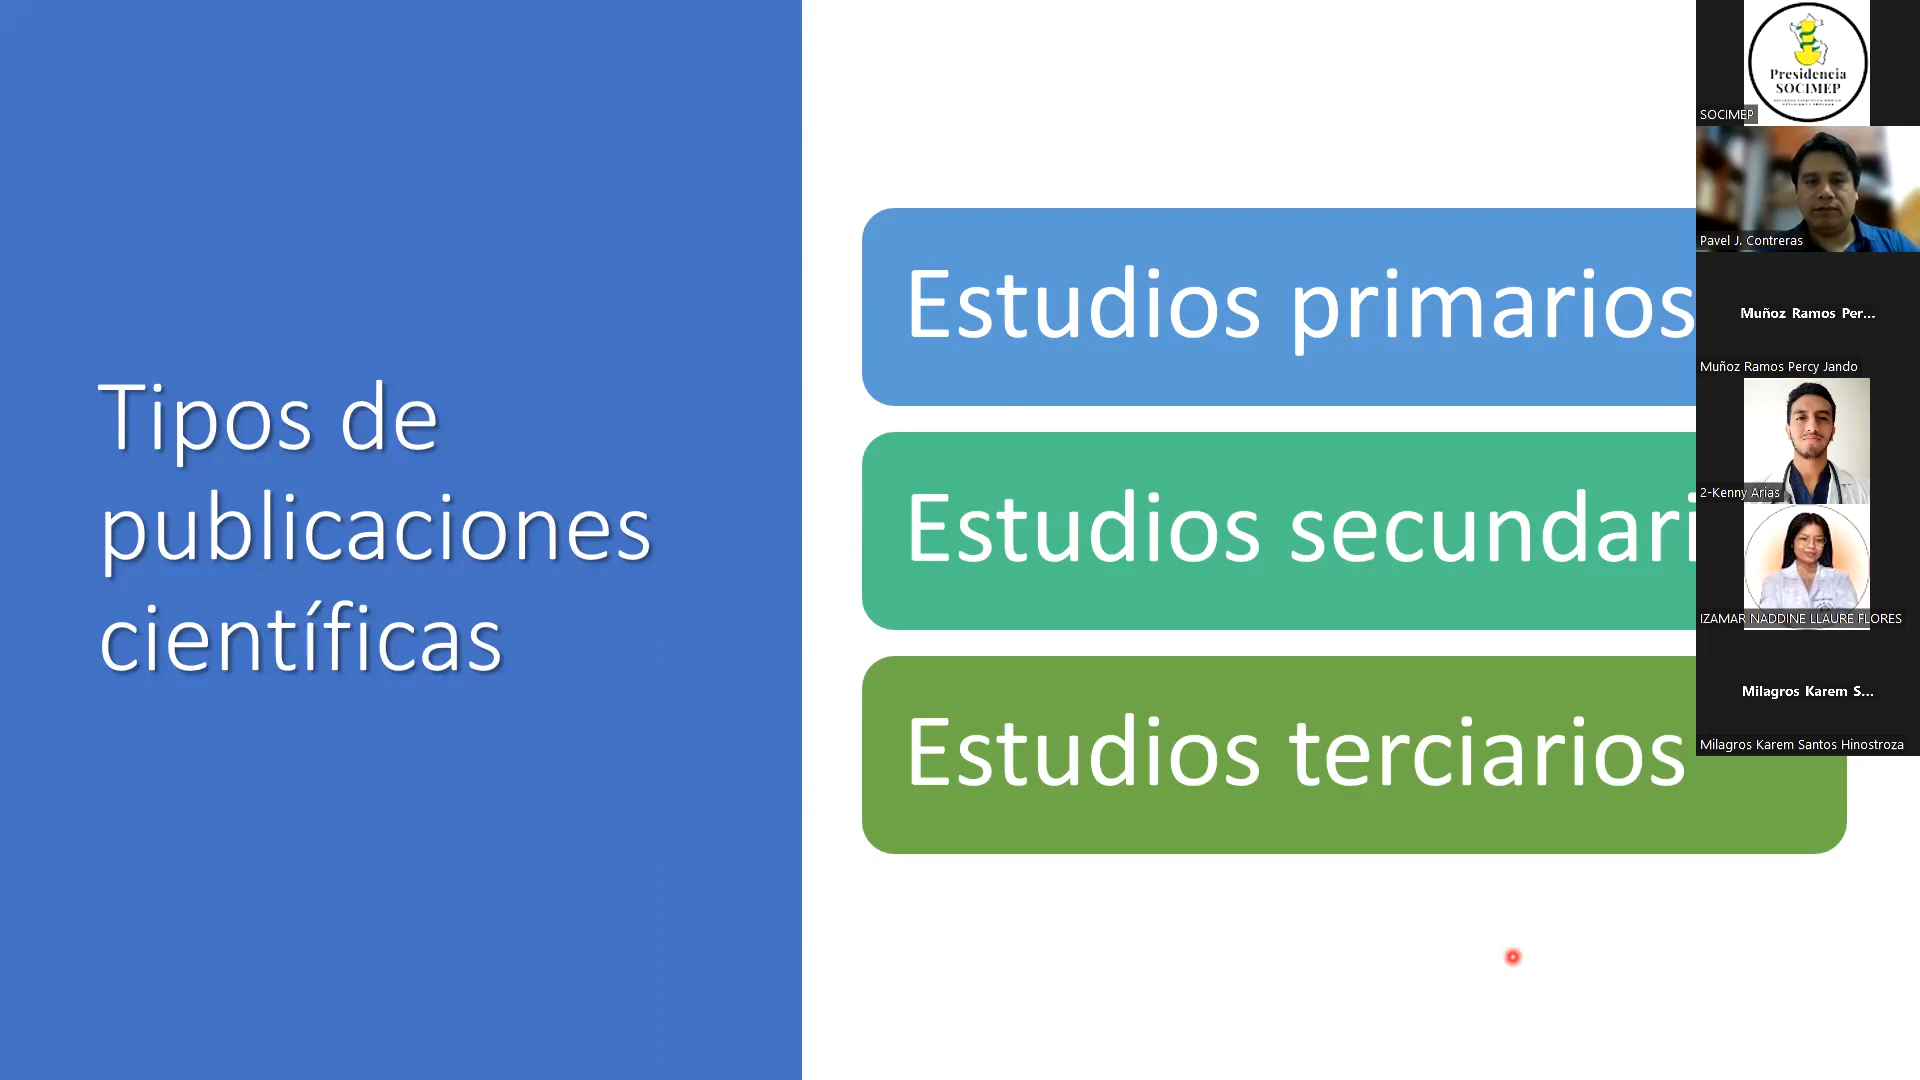 Tipos de
publicaciones
científicas
Estudios primarios
Estudios secundari
Estudios terciarios
Presidencia
SOCIMEP
SOCIMEP
Pavel J. Contreras
Muñoz Ramos Per...
Muñoz Ramos Percy Jando
2-Kenny Arias
IZAMAR NADDINE LLAURE FLORES
Milagros Karem S...
Milagros Karem Santos Hinostroza